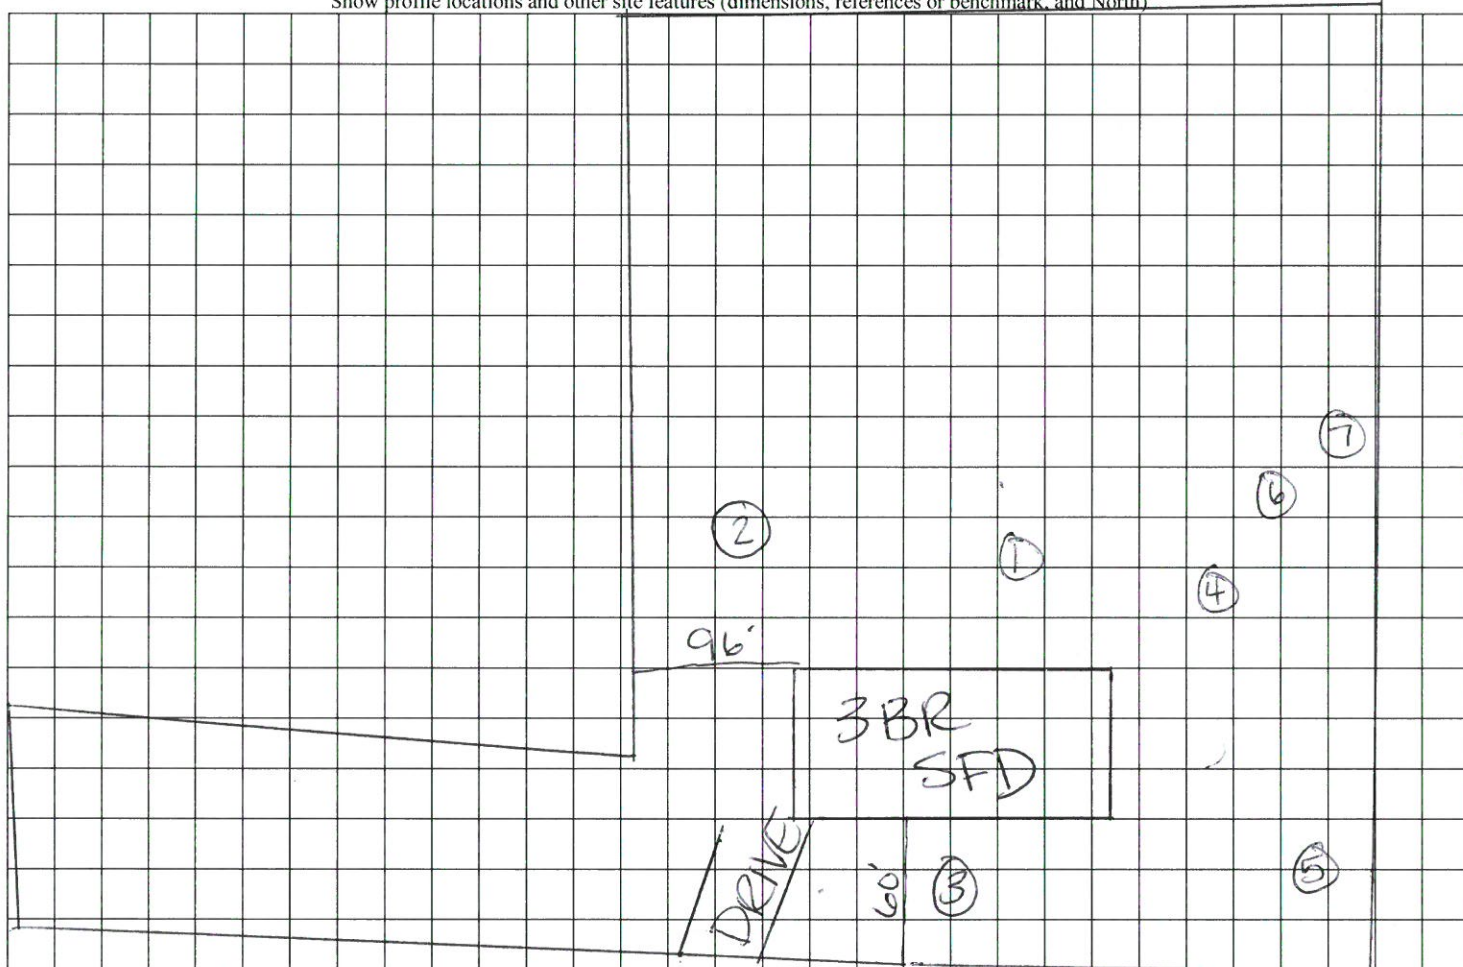 Show profile locations and other site features (dimensions, references or benchmark, and North)
7
6
2
1
4
96'
3BR
SFD
DRIVE
60'
3
5